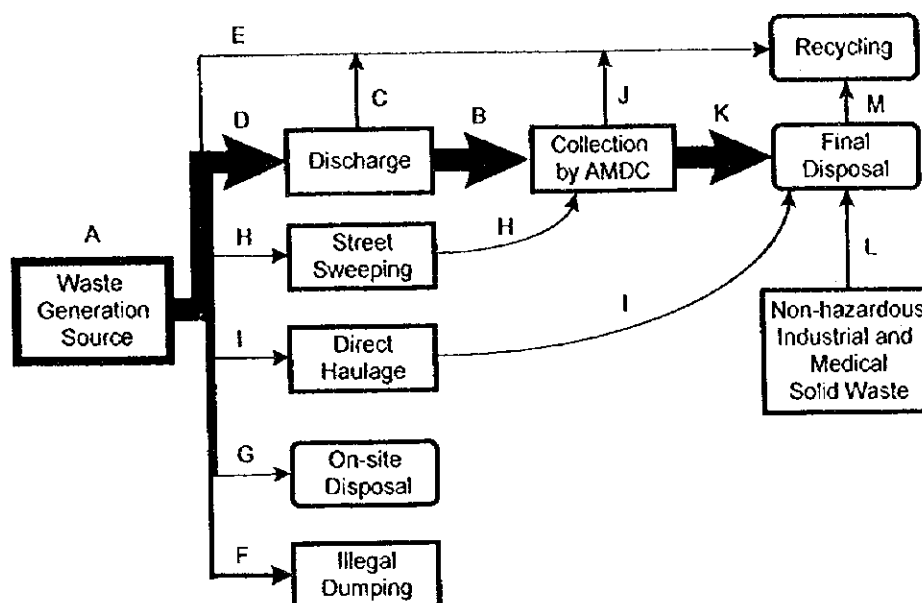 E
Recycling
C
J
M
D
B
K
Discharge
Collection
by AMDC
Final
Disposal
A
H
Street
Sweeping
H
L
Waste
Generation
Source
I
Direct
Haulage
I
Non-hazardous
Industrial and
Medical
Solid Waste
G
On-site
Disposal
F
Illegal
Dumping